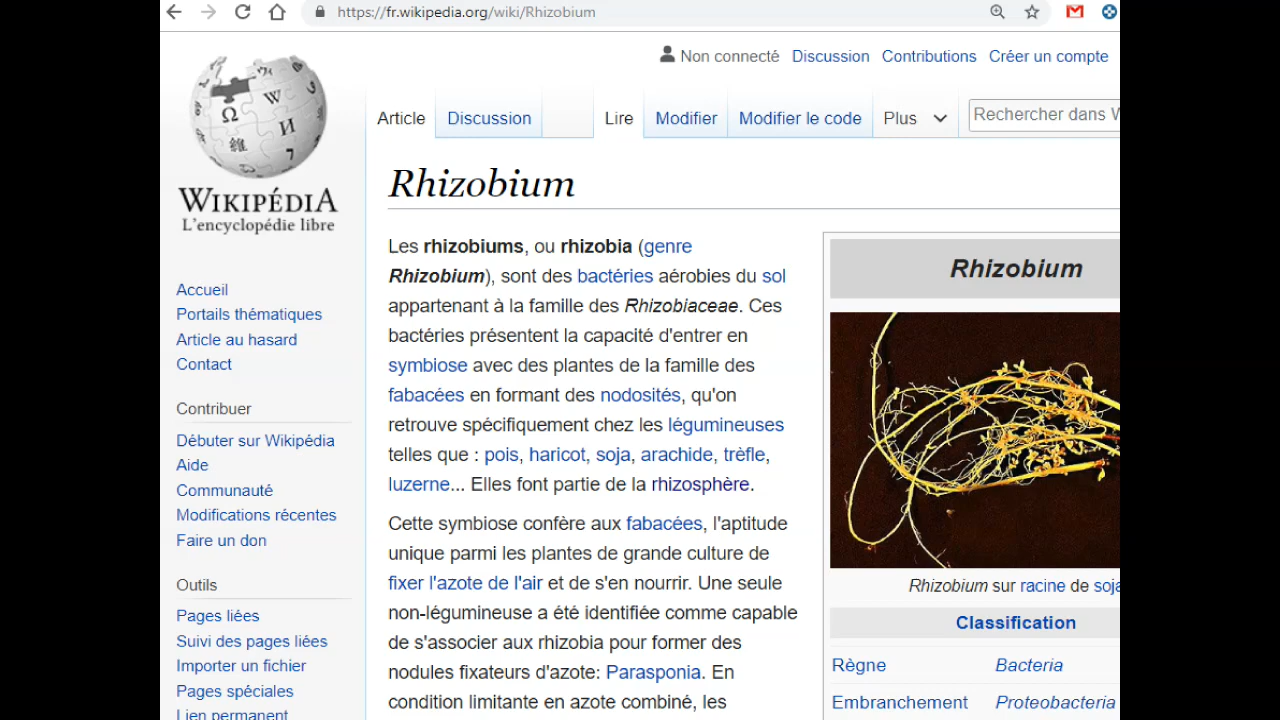 https://fr.wikipedia.org/wiki/Rhizobium
Non connecté Discussion Contributions Créer un compte
Article Discussion Lire Modifier Modifier le code Plus Rechercher dans W
WIKIPÉDIA
L'encyclopédie libre
Accueil
Portails thématiques
Article au hasard
Contact
Contribuer
Débuter sur Wikipédia
Aide
Communauté
Modifications récentes
Faire un don
Outils
Pages liées
Suivi des pages liées
Importer un fichier
Pages spéciales
Lien permanent
Rhizobium
Les rhizobiums, ou rhizobia (genre
Rhizobium), sont des bactéries aérobies du sol
appartenant à la famille des Rhizobiaceae. Ces
bactéries présentent la capacité d'entrer en
symbiose avec des plantes de la famille des
fabacées en formant des nodosités, qu'on
retrouve spécifiquement chez les légumineuses
telles que : pois, haricot, soja, arachide, trèfle,
luzerne... Elles font partie de la rhizosphère.
Cette symbiose confère aux fabacées, l'aptitude
unique parmi les plantes de grande culture de
fixer l'azote de l'air et de s'en nourrir. Une seule
non-légumineuse a été identifiée comme capable
de s'associer aux rhizobia pour former des
nodules fixateurs d'azote: Parasponia. En
condition limitante en azote combiné, les
Rhizobium
Rhizobium sur racine de soja
Classification
Règne Bacteria
Embranchement Proteobacteria